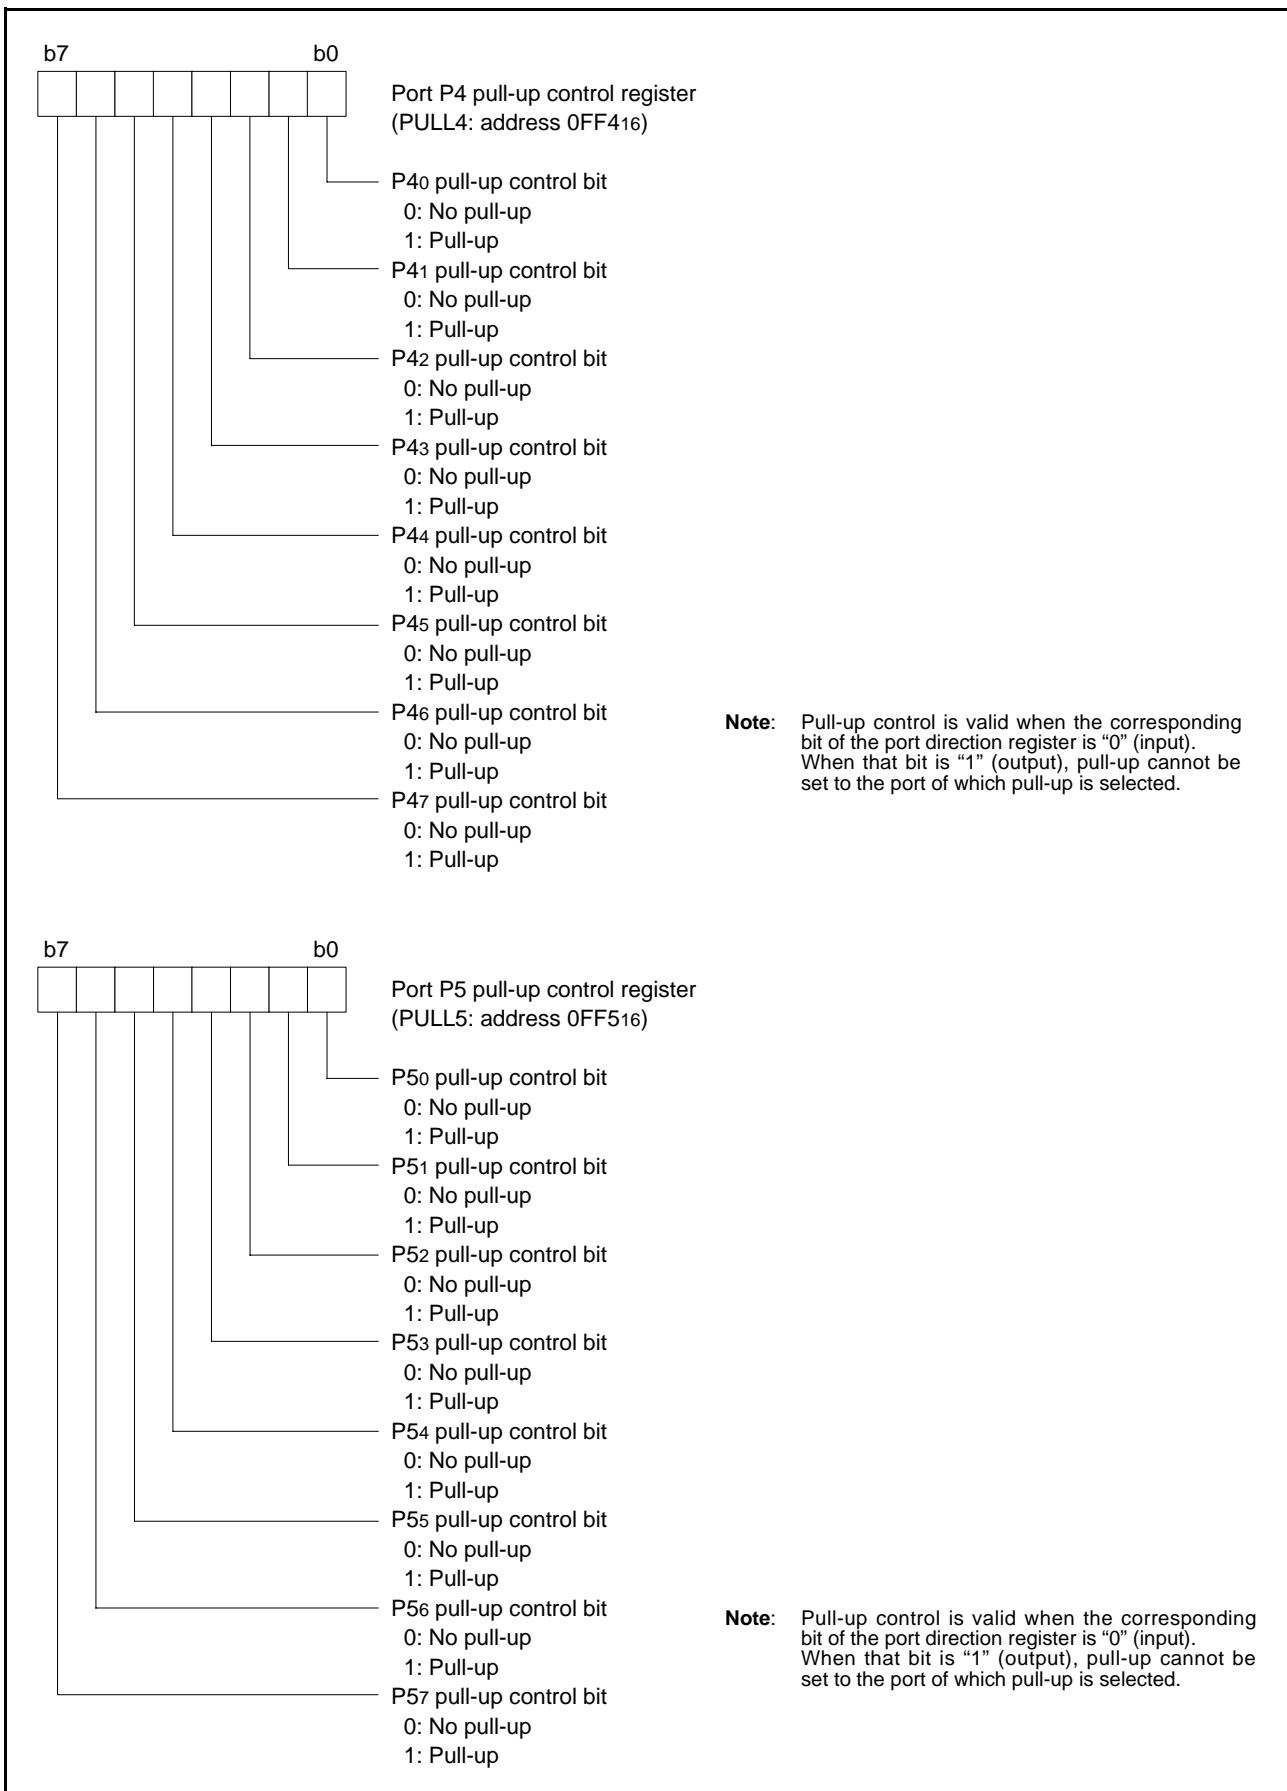 b7 b0
Port P4 pull-up control register
(PULL4: address 0FF416)
P40 pull-up control bit
0: No pull-up
1: Pull-up
P41 pull-up control bit
0: No pull-up
1: Pull-up
P42 pull-up control bit
0: No pull-up
1: Pull-up
P43 pull-up control bit
0: No pull-up
1: Pull-up
P44 pull-up control bit
0: No pull-up
1: Pull-up
P45 pull-up control bit
0: No pull-up
1: Pull-up
P46 pull-up control bit
0: No pull-up
1: Pull-up
P47 pull-up control bit
0: No pull-up
1: Pull-up
Note: Pull-up control is valid when the corresponding
bit of the port direction register is “0” (input).
When that bit is “1” (output), pull-up cannot be
set to the port of which pull-up is selected.
b7 b0
Port P5 pull-up control register
(PULL5: address 0FF516)
P50 pull-up control bit
0: No pull-up
1: Pull-up
P51 pull-up control bit
0: No pull-up
1: Pull-up
P52 pull-up control bit
0: No pull-up
1: Pull-up
P53 pull-up control bit
0: No pull-up
1: Pull-up
P54 pull-up control bit
0: No pull-up
1: Pull-up
P55 pull-up control bit
0: No pull-up
1: Pull-up
P56 pull-up control bit
0: No pull-up
1: Pull-up
P57 pull-up control bit
0: No pull-up
1: Pull-up
Note: Pull-up control is valid when the corresponding
bit of the port direction register is “0” (input).
When that bit is “1” (output), pull-up cannot be
set to the port of which pull-up is selected.